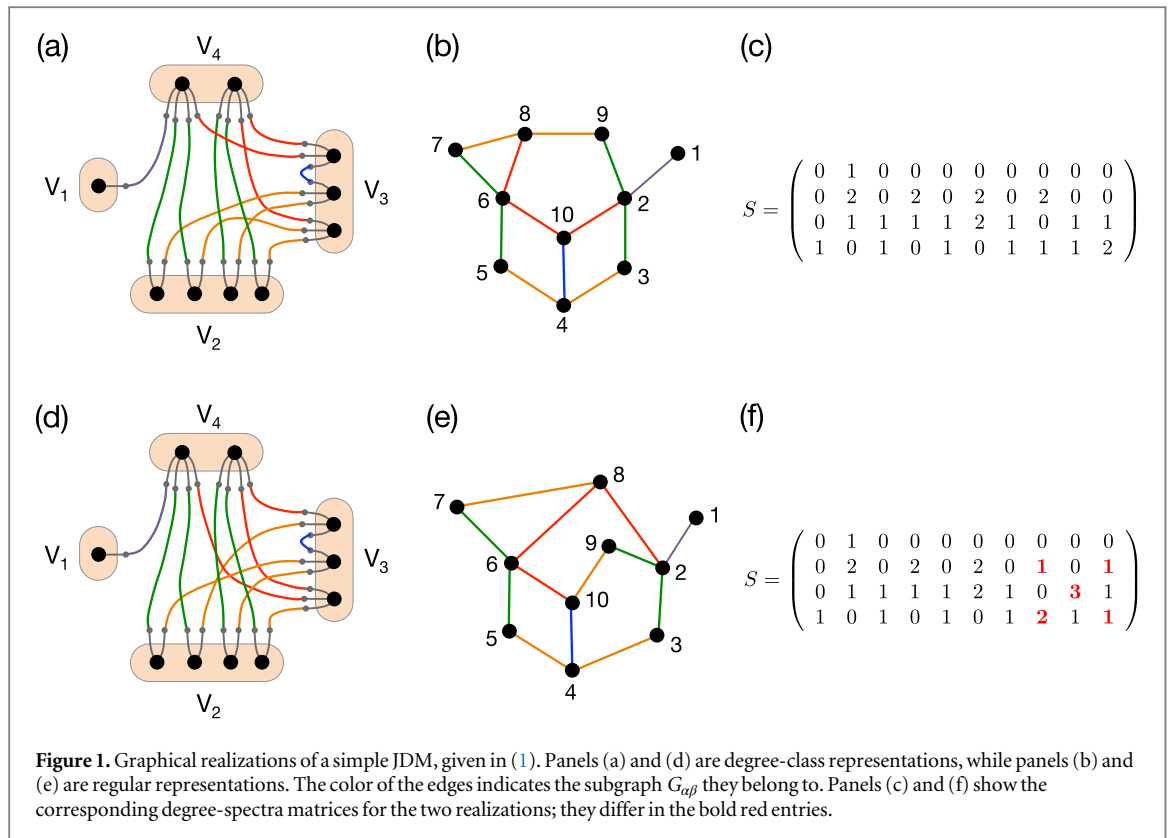 (a)
V4
V1
V3
V2
(b)
8
9
7
1
6
10
2
5
3
4
(c)
S =
0 1 0 0 0 0 0 0 0 0
0 2 0 2 0 2 0 2 0 0
0 1 1 1 1 2 1 0 1 1
1 0 1 0 1 0 1 1 1 2
(d)
V4
V1
V3
V2
(e)
8
7
1
9
6
2
10
5
3
4
(f)
S =
0 1 0 0 0 0 0 0 0 0
0 2 0 2 0 2 0 1 0 1
0 1 1 1 1 2 1 0 3 1
1 0 1 0 1 0 1 2 1 1
Figure 1. Graphical realizations of a simple JDM, given in (1). Panels (a) and (d) are degree-class representations, while panels (b) and
(e) are regular representations. The color of the edges indicates the subgraph Gαβ they belong to. Panels (c) and (f) show the
corresponding degree-spectra matrices for the two realizations; they differ in the bold red entries.